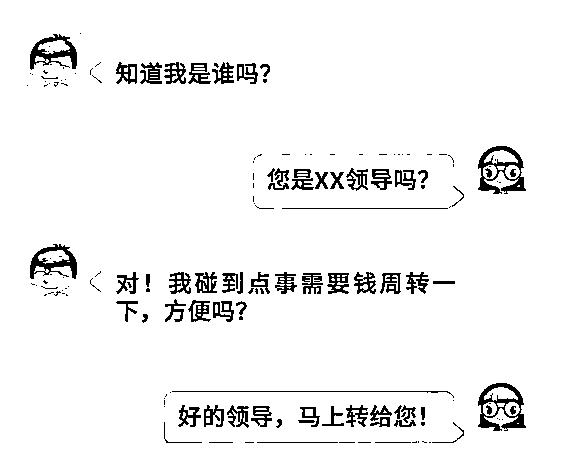 知道我是谁吗？
您是XX领导吗？
对！我碰到点事需要钱周转一
下，方便吗？
好的领导，马上转给您！